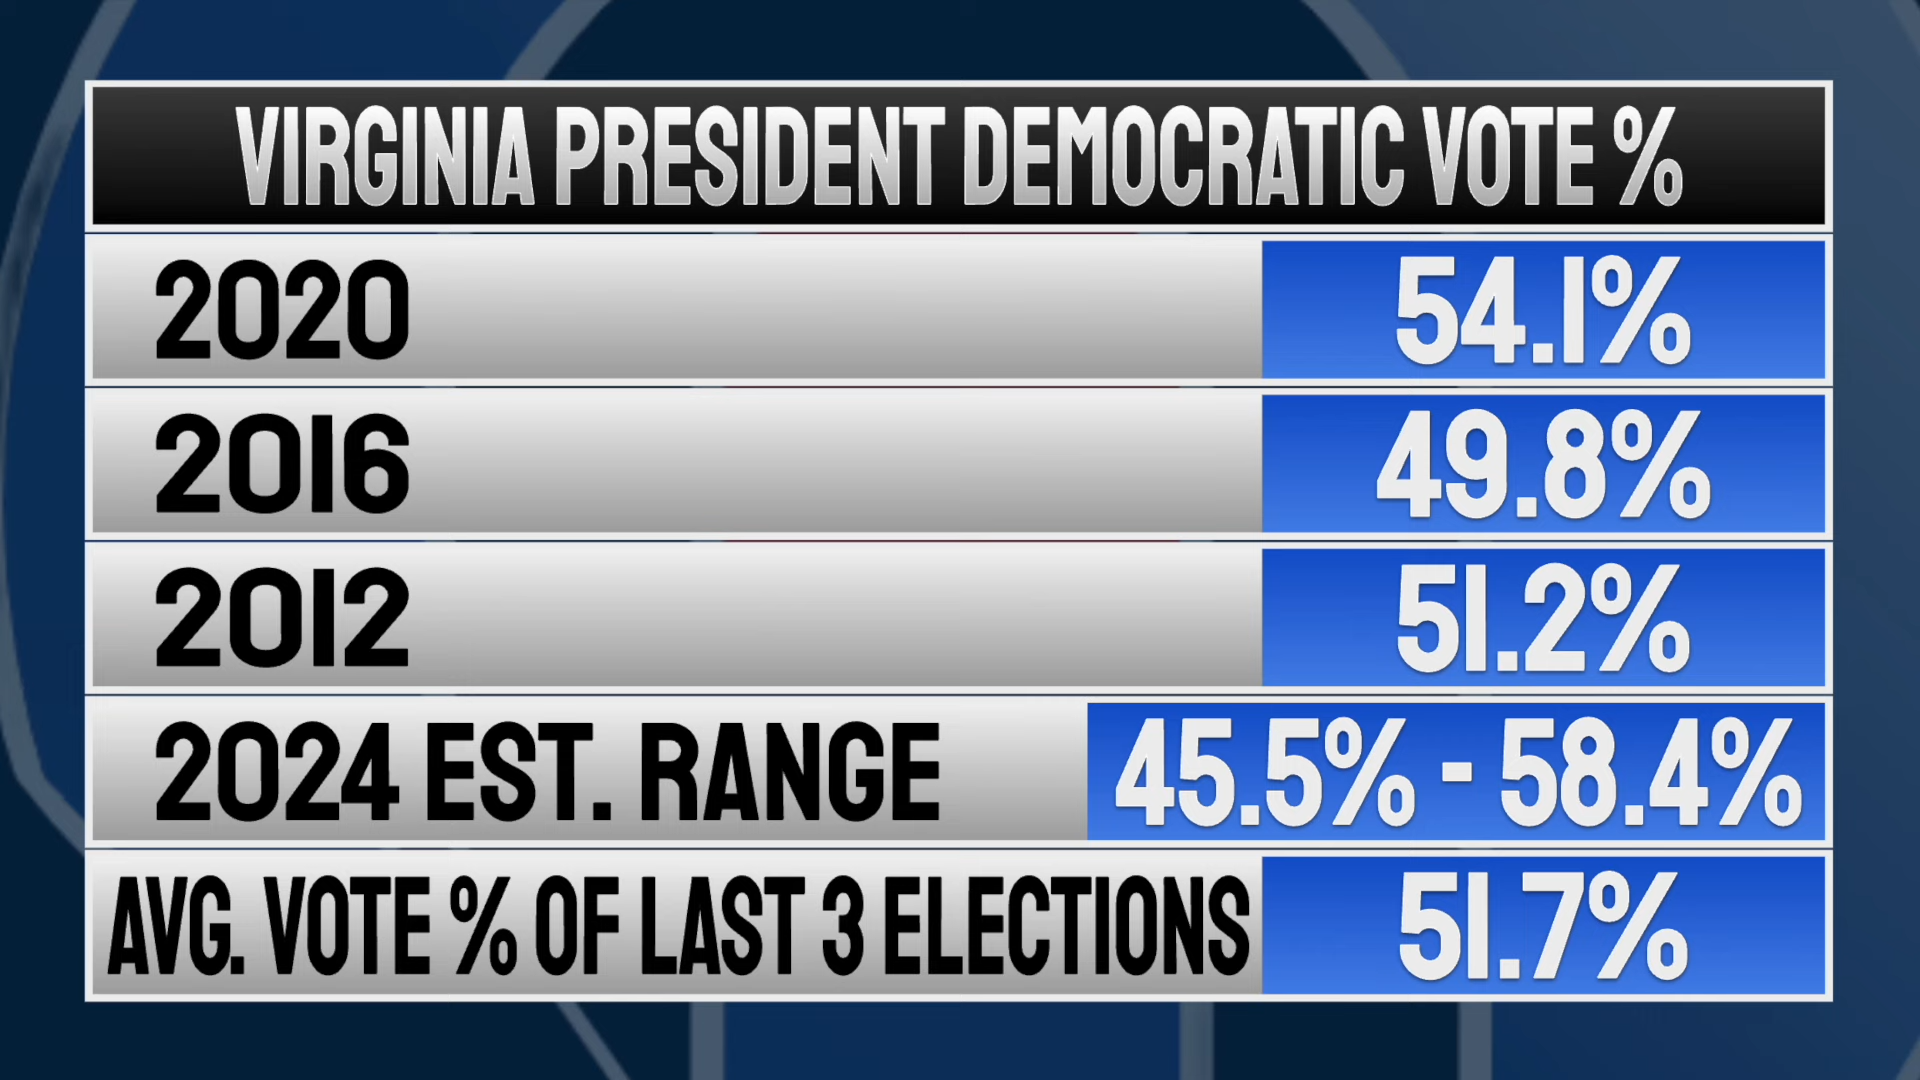 VIRGINIA PRESIDENT DEMOCRATIC VOTE %
2020 54.1%
2016 49.8%
2012 51.2%
2024 EST. RANGE 45.5% - 58.4%
AVG. VOTE % OF LAST 3 ELECTIONS 51.7%